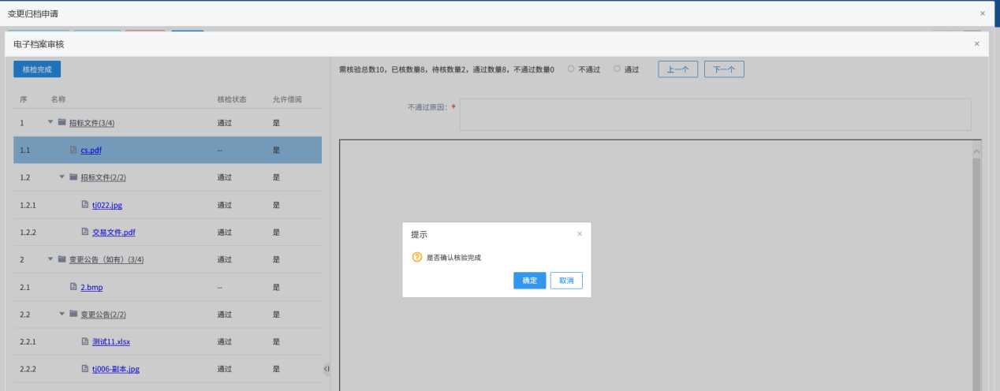 变更归档申请
电子档案审核
核检完成
需核验总数10，已核数量8，待核数量2，通过数量8，不通过数量0 不通过 通过 上一个 下一个
序 名称 核检状态 允许借阅
不通过原因：*
1 招标文件(3/4) 通过 是
1.1 cs.pdf -- 是
1.2 招标文件(2/2) 通过 是
1.2.1 tj022.jpg 通过 是
1.2.2 交易文件.pdf 通过 是
2 变更公告（如有）(3/4) 通过 是
2.1 2.bmp -- 是
2.2 变更公告(2/2) 通过 是
2.2.1 测试11.xlsx 通过 是
2.2.2 tj006-副本.jpg 通过 是
提示
是否确认核验完成
确定 取消